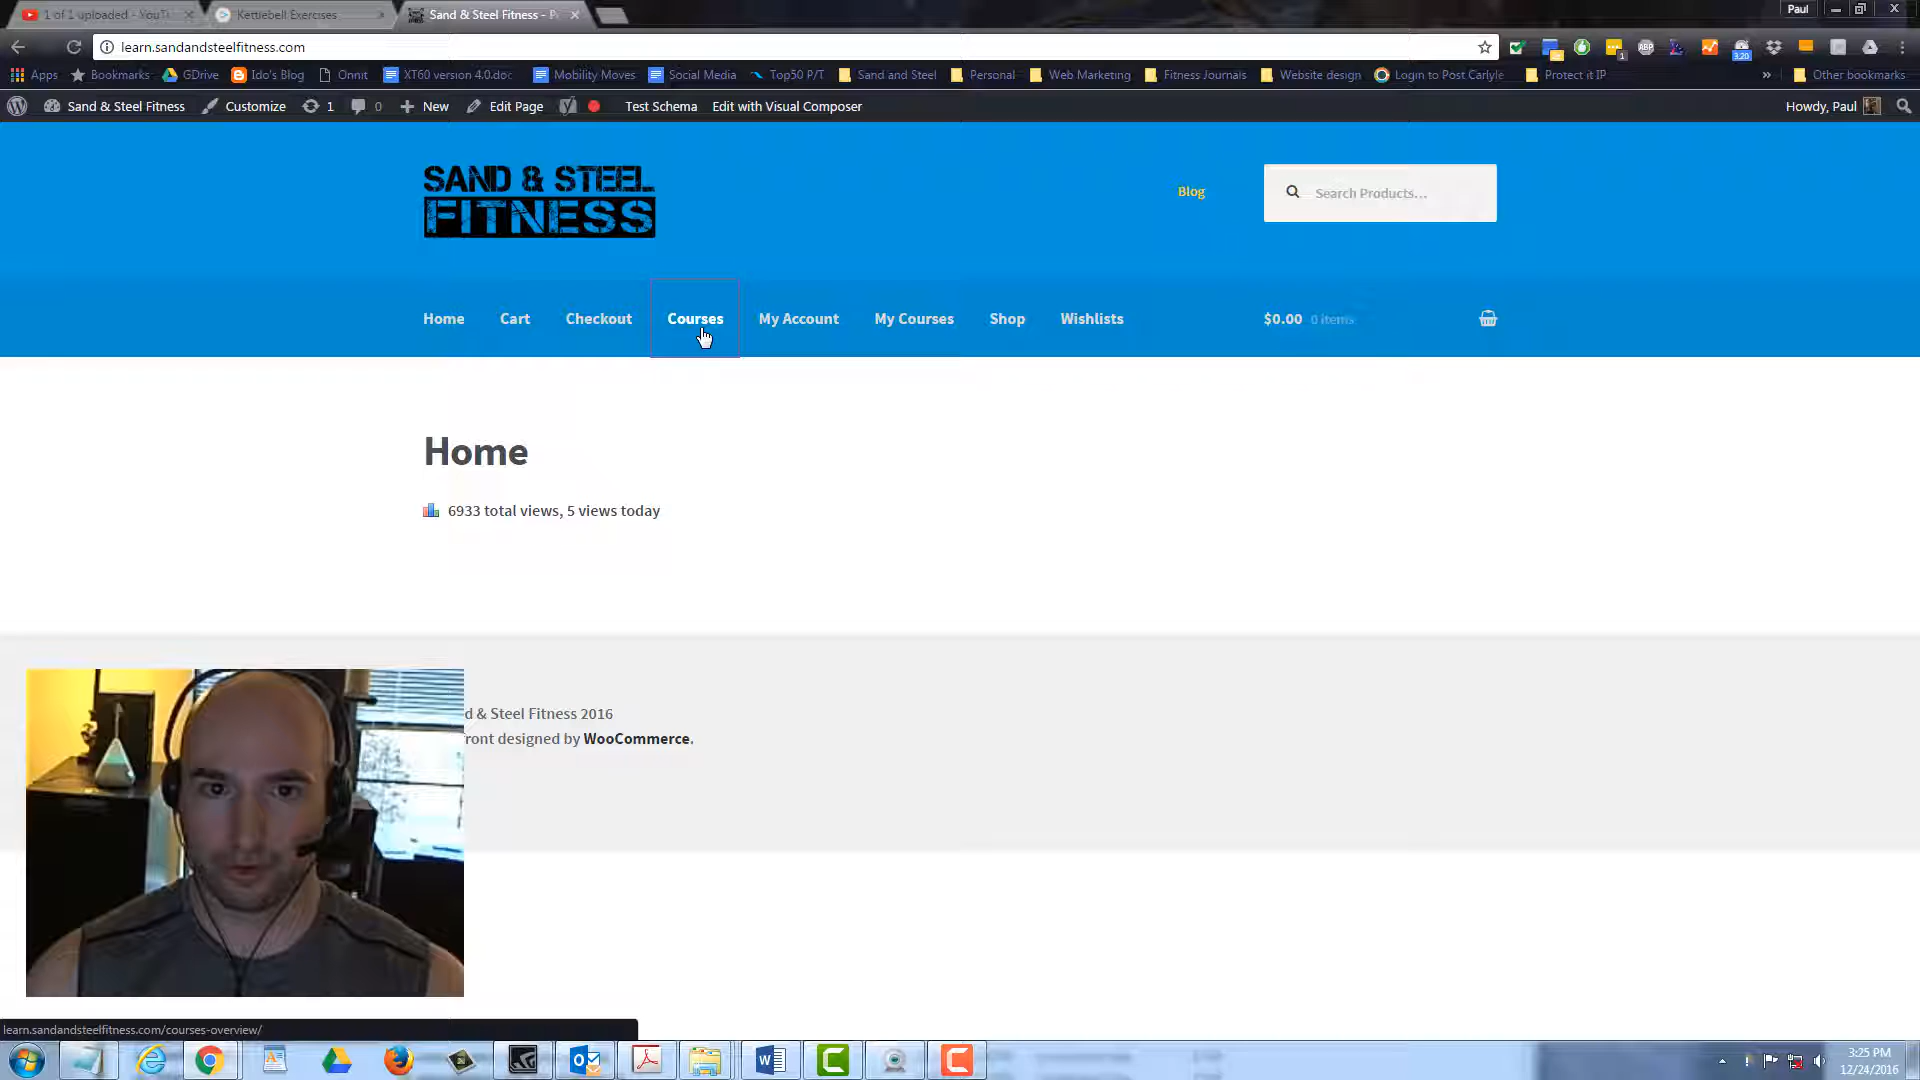 1 of 1 uploaded - YouTu
Kettlebell Exercises
Sand & Steel Fitness - P
Paul
learn.sandandsteelfitness.com
Apps
Bookmarks
GDrive
Ido's Blog
Onnit
XT60 version 4.0.doc
Mobility Moves
Social Media
Top50 P/T
Sand and Steel
Personal
Web Marketing
Fitness Journals
Website design
Login to Post Carlyle
Protect it IP
»
Other bookmarks
Sand & Steel Fitness
Customize
1
0
New
Edit Page
Test Schema
Edit with Visual Composer
Howdy, Paul
SAND & STEEL
FITNESS
Blog
Search Products...
Home
Cart
Checkout
Courses
My Account
My Courses
Shop
Wishlists
$0.00 0 items
Home
6933 total views, 5 views today
d & Steel Fitness 2016
ront designed by WooCommerce.
learn.sandandsteelfitness.com/courses-overview/
3:25 PM
12/24/2016